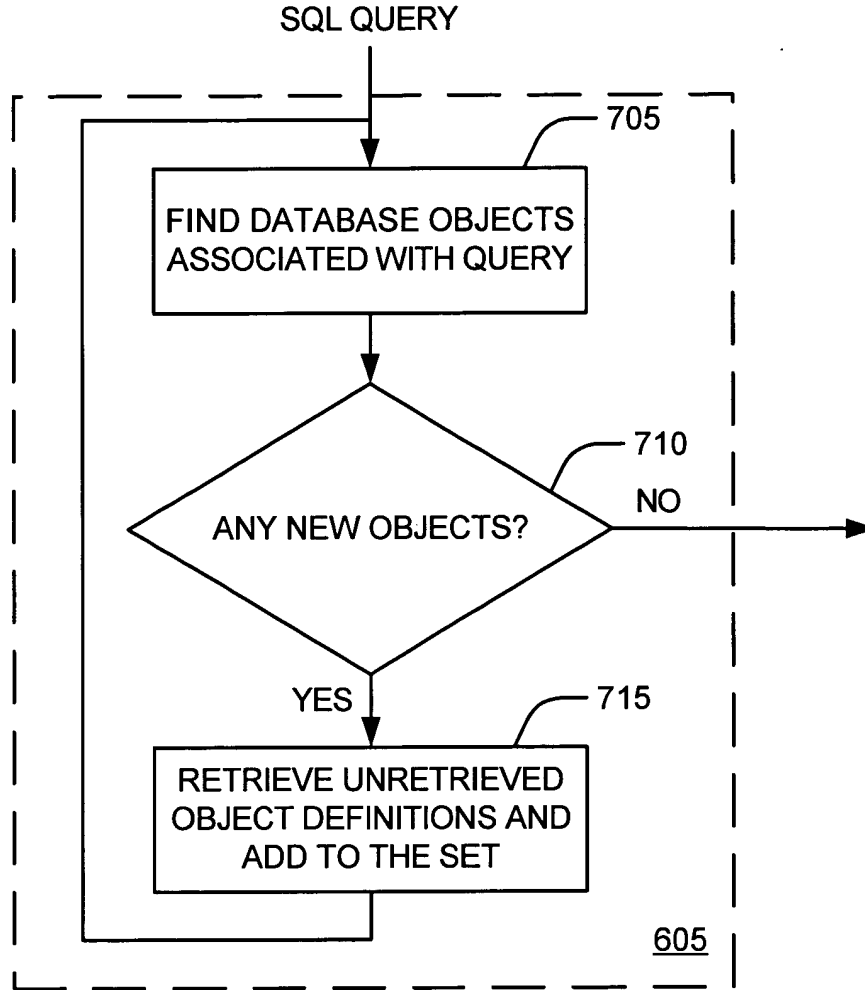 SQL QUERY
705
FIND DATABASE OBJECTS
ASSOCIATED WITH QUERY
710
NO
ANY NEW OBJECTS?
YES
715
RETRIEVE UNRETRIEVED
OBJECT DEFINITIONS AND
ADD TO THE SET
605